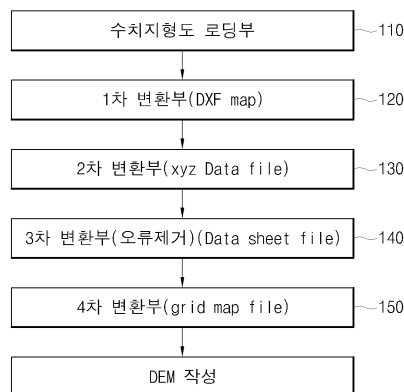 수치지형도 로딩부 110
1차 변환부(DXF map) 120
2차 변환부(xyz Data file) 130
3차 변환부(오류제거)(Data sheet file) 140
4차 변환부(grid map file) 150
DEM 작성